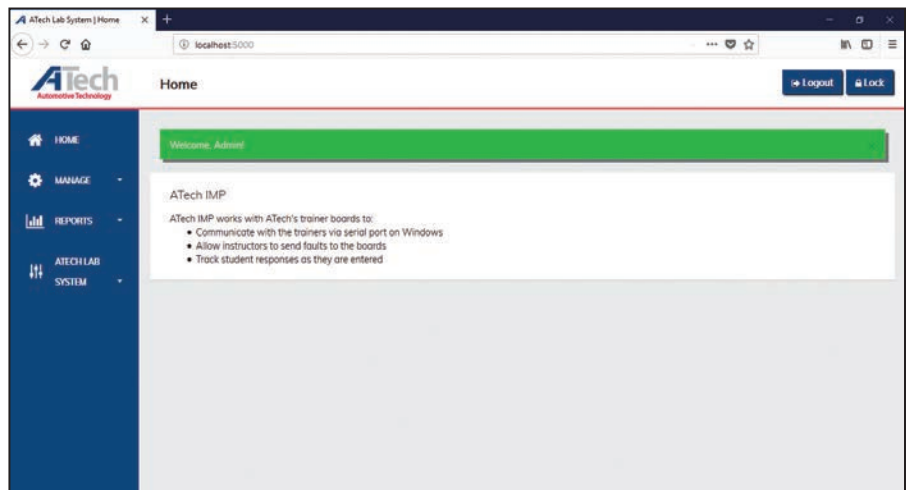 ATech Lab System | Home
localhost:5000
ATech
Automotive Technology
Home
Logout
Lock
HOME
Welcome, Admin!
MANAGE
ATech IMP
REPORTS
ATech IMP works with ATech's trainer boards to:
• Communicate with the trainers via serial port on Windows
• Allow instructors to send faults to the boards
• Track student responses as they are entered
ATECH LAB
SYSTEM